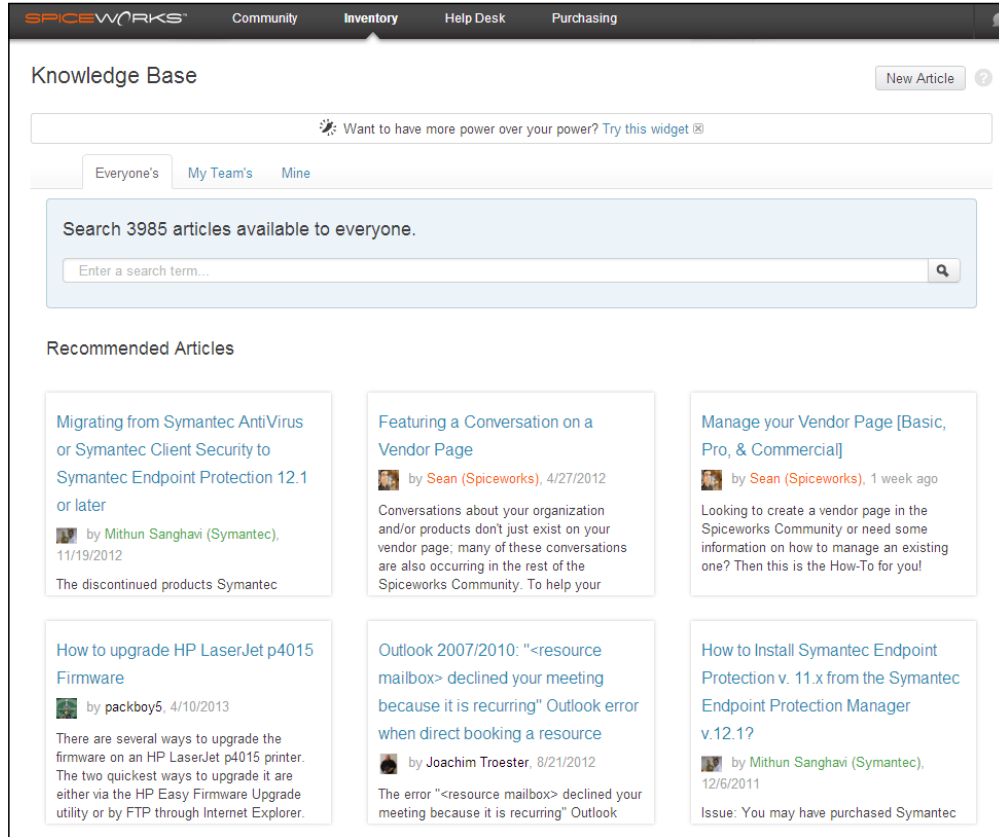 SPICEWORKS
Community
Inventory
Help Desk
Purchasing
Knowledge Base
New Article
?
Want to have more power over your power? Try this widget
Everyone's
My Team's
Mine
Search 3985 articles available to everyone.
Enter a search term...
Recommended Articles
Migrating from Symantec AntiVirus
or Symantec Client Security to
Symantec Endpoint Protection 12.1
or later
by Mithun Sanghavi (Symantec),
11/19/2012
The discontinued products Symantec
Featuring a Conversation on a
Vendor Page
by Sean (Spiceworks), 4/27/2012
Conversations about your organization
and/or products don't just exist on your
vendor page; many of these conversations
are also occurring in the rest of the
Spiceworks Community. To help your
Manage your Vendor Page [Basic,
Pro, & Commercial]
by Sean (Spiceworks), 1 week ago
Looking to create a vendor page in the
Spiceworks Community or need some
information on how to manage an existing
one? Then this is the How-To for you!
How to upgrade HP LaserJet p4015
Firmware
by packboy5, 4/10/2013
There are several ways to upgrade the
firmware on an HP LaserJet p4015 printer.
The two quickest ways to upgrade it are
either via the HP Easy Firmware Upgrade
utility or by FTP through Internet Explorer.
Outlook 2007/2010: "<resource
mailbox> declined your meeting
because it is recurring" Outlook error
when direct booking a resource
by Joachim Troester, 8/21/2012
The error "<resource mailbox> declined your
meeting because it is recurring" Outlook
How to Install Symantec Endpoint
Protection v. 11.x from the Symantec
Endpoint Protection Manager
v.12.1?
by Mithun Sanghavi (Symantec),
12/6/2011
Issue: You may have purchased Symantec